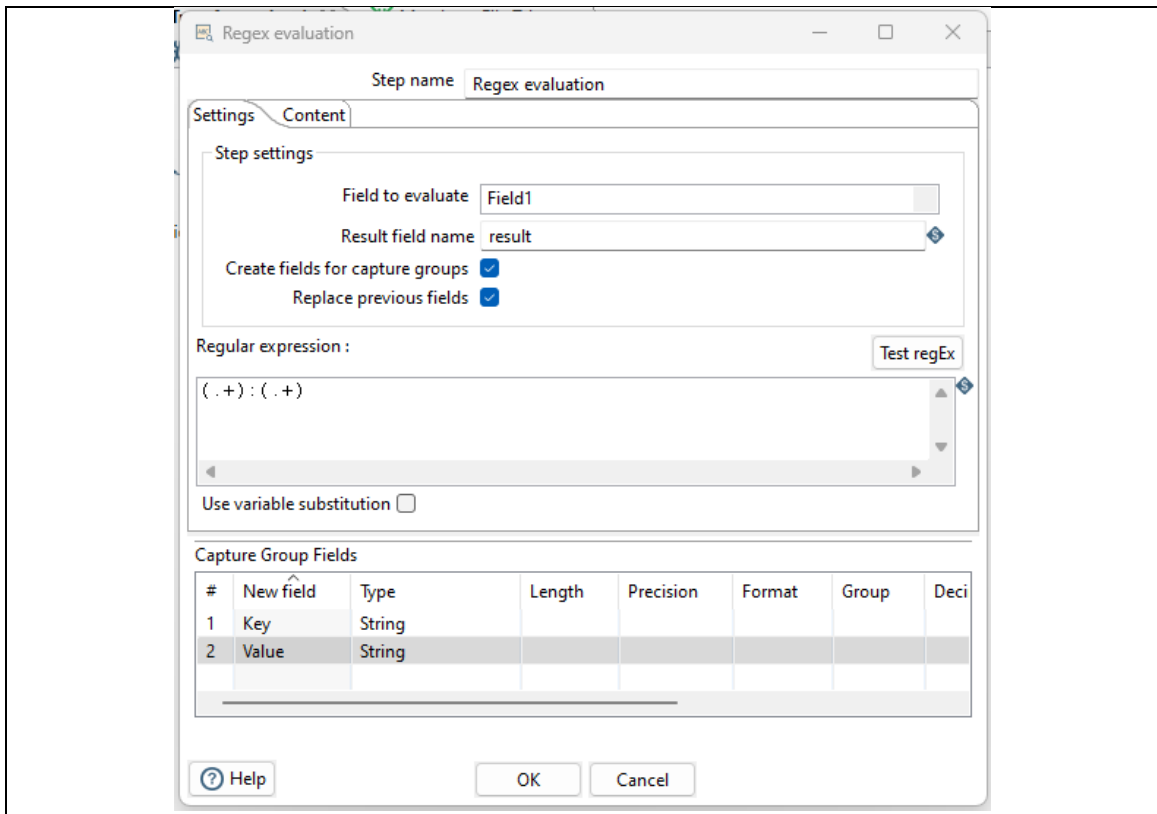 Regex evaluation
Step name Regex evaluation
Settings Content
Step settings
Field to evaluate Field1
Result field name result
Create fields for capture groups
Replace previous fields
Regular expression :
Test regEx
(.+):(.+)
Use variable substitution
Capture Group Fields
# New field Type Length Precision Format Group Deci
1 Key String
2 Value String
Help OK Cancel